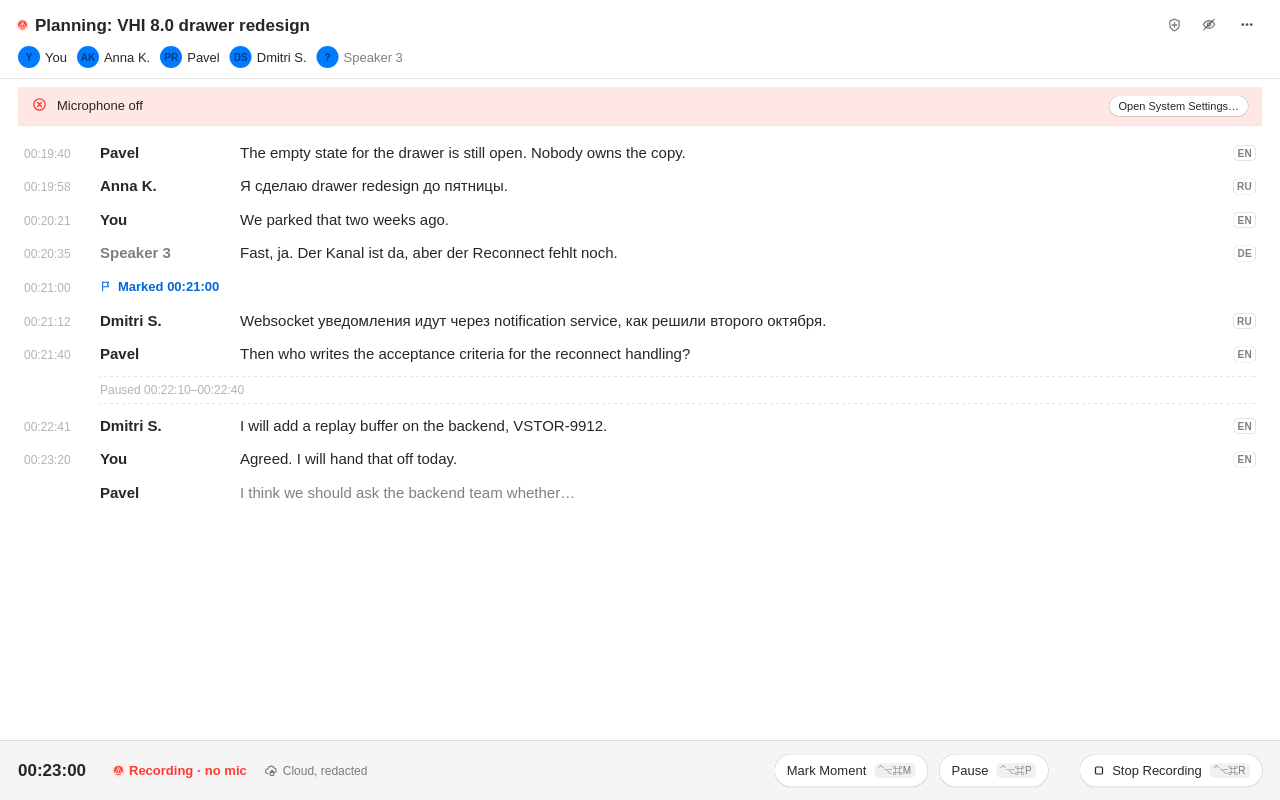 Planning: VHI 8.0 drawer redesign
Y You AK Anna K. PR Pavel DS Dmitri S. ? Speaker 3
Microphone off Open System Settings…
00:19:40 Pavel The empty state for the drawer is still open. Nobody owns the copy. EN
00:19:58 Anna K. Я сделаю drawer redesign до пятницы. RU
00:20:21 You We parked that two weeks ago. EN
00:20:35 Speaker 3 Fast, ja. Der Kanal ist da, aber der Reconnect fehlt noch. DE
00:21:00 Marked 00:21:00
00:21:12 Dmitri S. Websocket уведомления идут через notification service, как решили второго октября. RU
00:21:40 Pavel Then who writes the acceptance criteria for the reconnect handling? EN
Paused 00:22:10–00:22:40
00:22:41 Dmitri S. I will add a replay buffer on the backend, VSTOR-9912. EN
00:23:20 You Agreed. I will hand that off today. EN
Pavel I think we should ask the backend team whether…
00:23:00 Recording · no mic Cloud, redacted Mark Moment ⌃⌥⌘M Pause ⌃⌥⌘P Stop Recording ⌃⌥⌘R